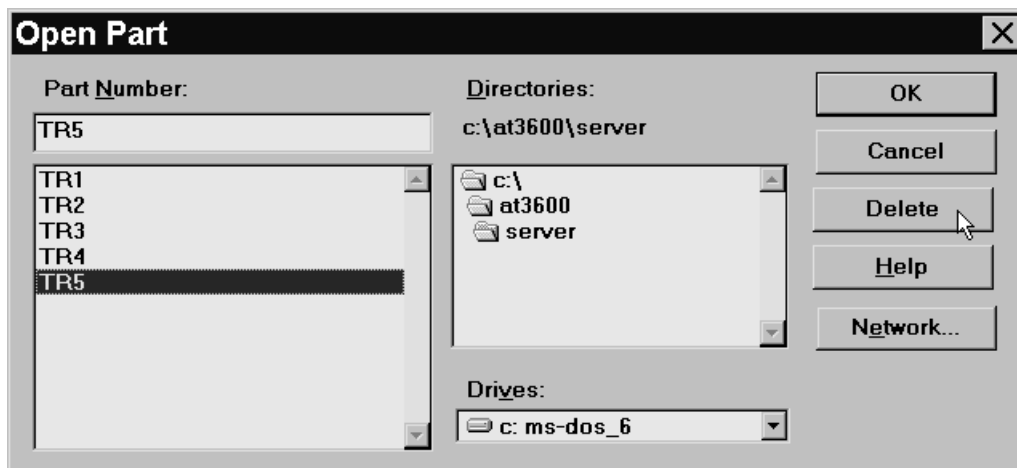 Open Part
Part Number:
TR5
TR1
TR2
TR3
TR4
TR5
Directories:
c:\at3600\server
c:\
at3600
server
Drives:
c: ms-dos_6
OK
Cancel
Delete
Help
Network...